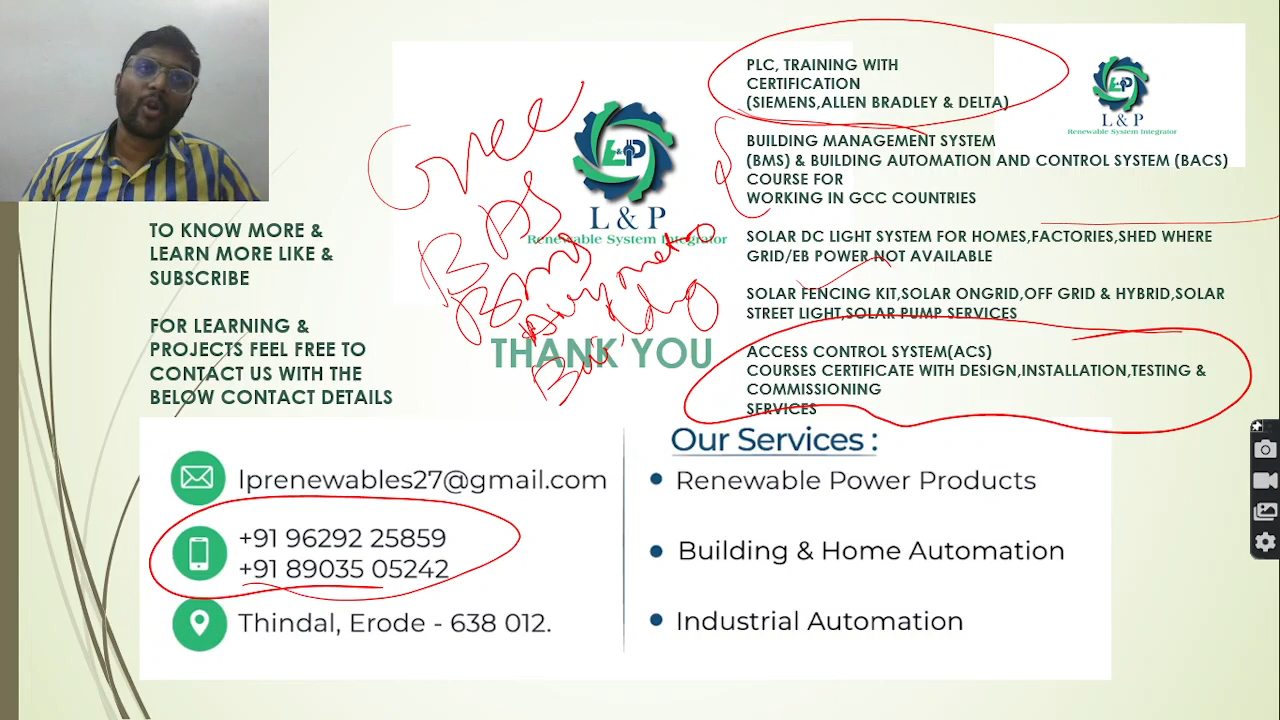 PLC, TRAINING WITH
CERTIFICATION
(SIEMENS,ALLEN BRADLEY & DELTA)
L & P
Renewable System Integrator
BUILDING MANAGEMENT SYSTEM
(BMS) & BUILDING AUTOMATION AND CONTROL SYSTEM (BACS)
COURSE FOR
WORKING IN GCC COUNTRIES
SOLAR DC LIGHT SYSTEM FOR HOMES,FACTORIES,SHED WHERE
GRID/EB POWER NOT AVAILABLE
SOLAR FENCING KIT,SOLAR ONGRID,OFF GRID & HYBRID,SOLAR
STREET LIGHT,SOLAR PUMP SERVICES
ACCESS CONTROL SYSTEM(ACS)
COURSES CERTIFICATE WITH DESIGN,INSTALLATION,TESTING &
COMMISSIONING
SERVICES
L&P
L & P
Renewable System Integrator
BMS
THANK YOU
TO KNOW MORE &
LEARN MORE LIKE &
SUBSCRIBE
FOR LEARNING &
PROJECTS FEEL FREE TO
CONTACT US WITH THE
BELOW CONTACT DETAILS
lprenewables27@gmail.com
+91 96292 25859
+91 89035 05242
Thindal, Erode - 638 012.
Our Services :
Renewable Power Products
Building & Home Automation
Industrial Automation